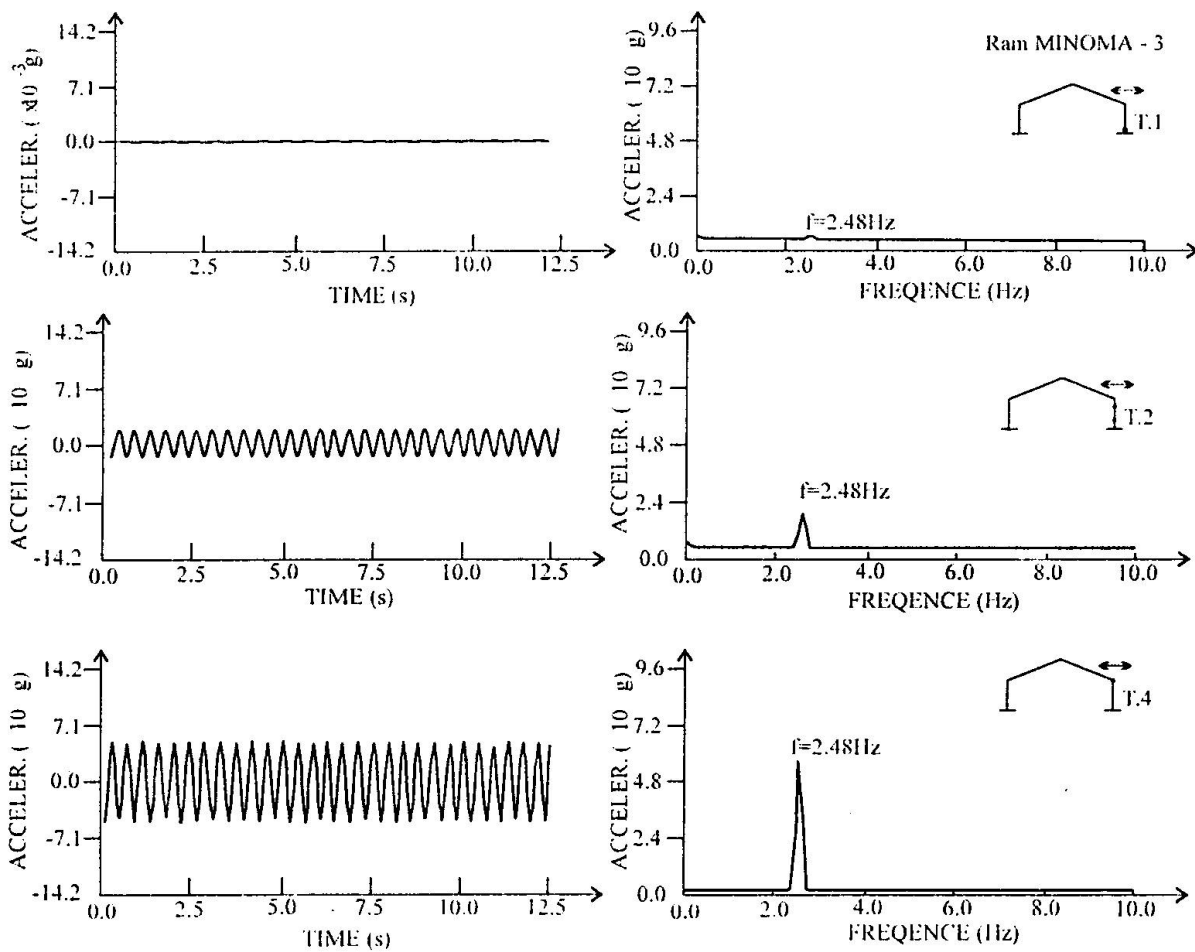 ACCELER. ( x10 -3 g)
14.2
7.1
0.0
-7.1
-14.2
0.0 2.5 5.0 7.5 10.0 12.5
TIME (s)
ACCELER. ( 10 g)
9.6
7.2
4.8
2.4
0.0
Ram MINOMA - 3
T.1
f=2.48Hz
0.0 2.0 4.0 6.0 8.0 10.0
FREQENCE (Hz)
ACCELER. ( 10 g)
14.2
7.1
0.0
-7.1
-14.2
0.0 2.5 5.0 7.5 10.0 12.5
TIME (s)
ACCELER. ( 10 g)
9.6
7.2
4.8
2.4
0.0
T.2
f=2.48Hz
0.0 2.0 4.0 6.0 8.0 10.0
FREQENCE (Hz)
ACCELER. ( 10 g)
14.2
7.1
0.0
-7.1
-14.2
0.0 2.5 5.0 7.5 10.0 12.5
TIME (s)
ACCELER. ( 10 g)
9.6
7.2
4.8
2.4
0.0
T.4
f=2.48Hz
0.0 2.0 4.0 6.0 8.0 10.0
FREQENCE (Hz)